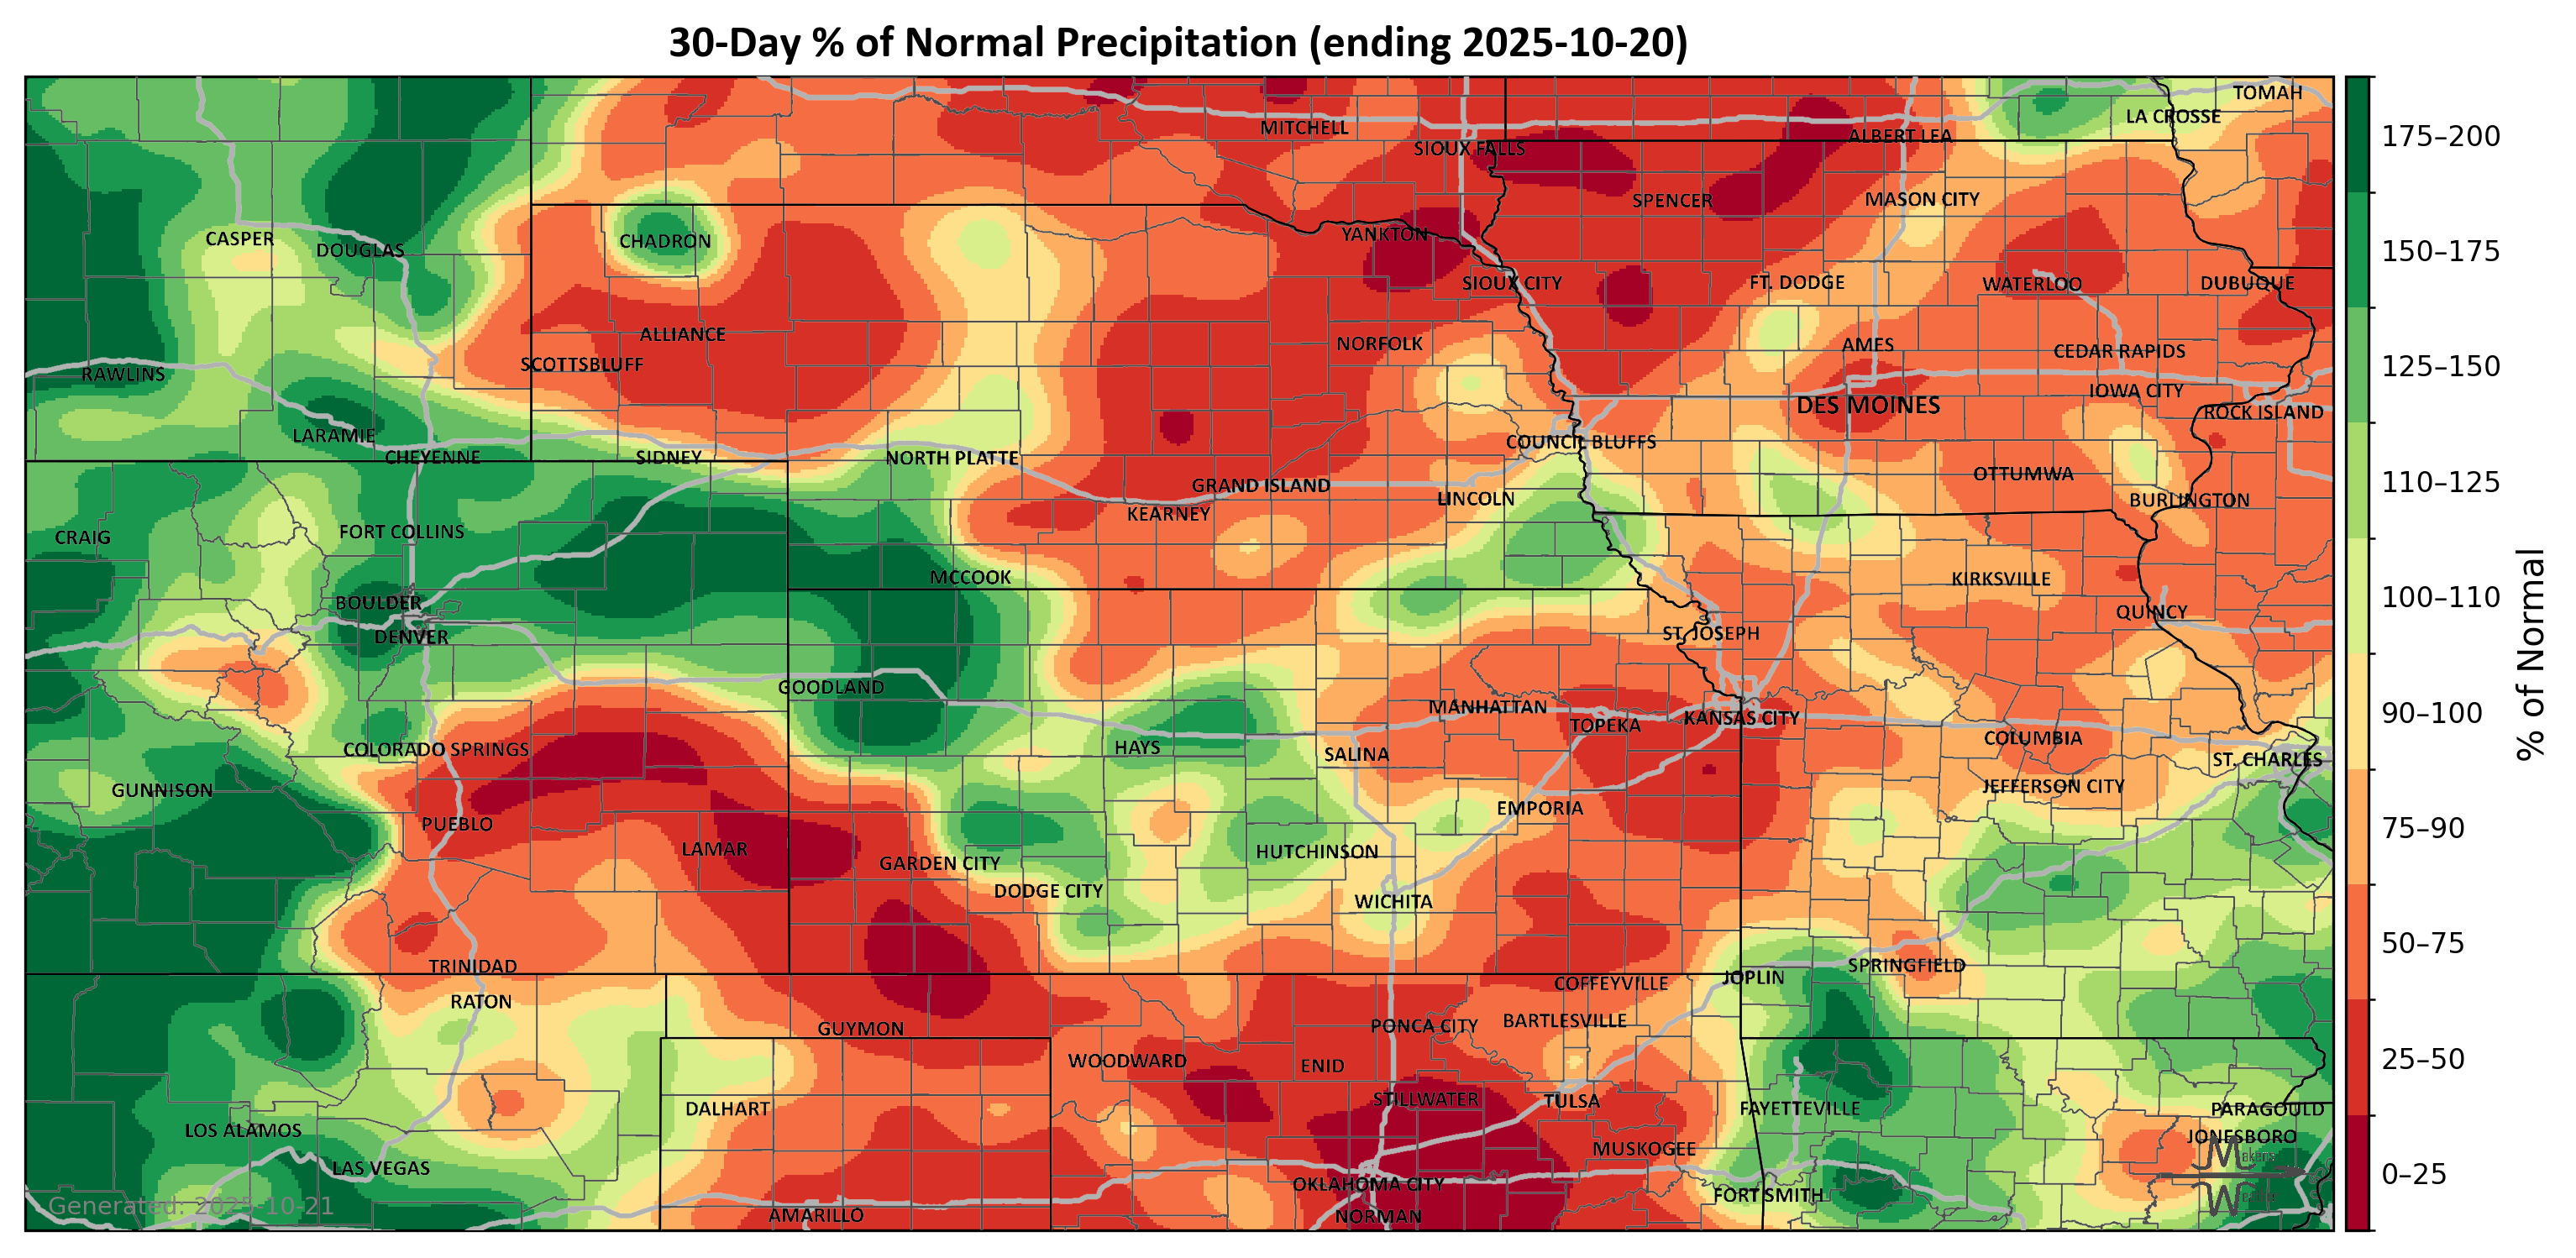 30-Day % of Normal Precipitation (ending 2025-10-20)
TOMAH
LA CROSSE
MITCHELL
ALBERT LEA
SIOUX FALLS
SPENCER
MASON CITY
YANKTON
CASPER
CHADRON
DOUGLAS
SIOUX CITY
FT. DODGE
WATERLOO
DUBUQUE
ALLIANCE
NORFOLK
AMES
CEDAR RAPIDS
SCOTTSBLUFF
RAWLINS
IOWA CITY
DES MOINES
ROCK ISLAND
LARAMIE
COUNCIL BLUFFS
CHEYENNE
SIDNEY
NORTH PLATTE
OTTUMWA
GRAND ISLAND
LINCOLN
BURLINGTON
KEARNEY
FORT COLLINS
CRAIG
MCCOOK
KIRKSVILLE
BOULDER
QUINCY
DENVER
ST. JOSEPH
GOODLAND
MANHATTAN
TOPEKA
KANSAS CITY
COLUMBIA
COLORADO SPRINGS
HAYS
SALINA
ST. CHARLES
GUNNISON
JEFFERSON CITY
EMPORIA
PUEBLO
LAMAR
HUTCHINSON
GARDEN CITY
DODGE CITY
WICHITA
TRINIDAD
SPRINGFIELD
JOPLIN
COFFEYVILLE
RATON
GUYMON
PONCA CITY
BARTLESVILLE
WOODWARD
ENID
STILLWATER
TULSA
DALHART
FAYETTEVILLE
PARAGOULD
LOS ALAMOS
JONESBORO
MUSKOGEE
LAS VEGAS
OKLAHOMA CITY
FORT SMITH
AMARILLO
NORMAN
Generated: 2025-10-21
175–200
150–175
125–150
110–125
100–110
90–100
75–90
50–75
25–50
0–25
% of Normal